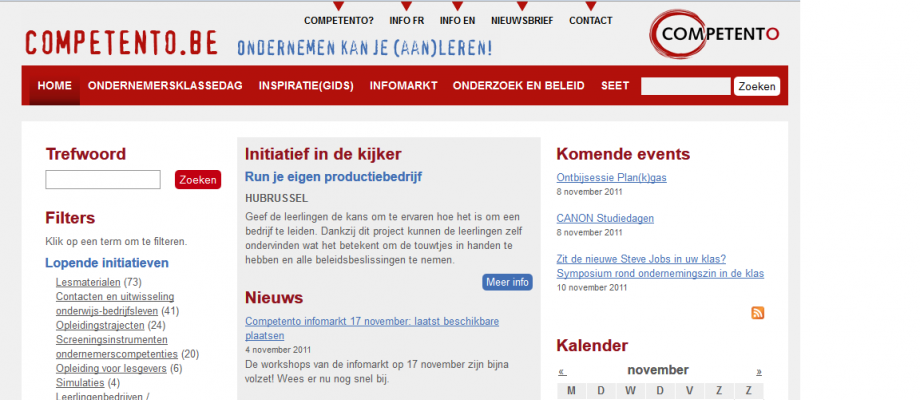 COMPETENTO? INFO FR INFO EN NIEUWSBRIEF CONTACT
COMPETENTO.BE ONDERNEMEN KAN JE (AAN)LEREN!
COMPETENTO
HOME ONDERNEMERSKLASSEDAG INSPIRATIE(GIDS) INFOMARKT ONDERZOEK EN BELEID SEET Zoeken
Trefwoord
Zoeken
Filters
Klik op een term om te filteren.
Lopende initiatieven
Lesmaterialen (73)
Contacten en uitwisseling
onderwijs-bedrijfsleven (41)
Opleidingstrajecten (24)
Screeningsinstrumenten
ondernemerscompetenties (20)
Opleiding voor lesgevers (6)
Simulaties (4)
Leerlingenbedrijven /
Initiatief in de kijker
Run je eigen productiebedrijf
HUBRUSSEL
Geef de leerlingen de kans om te ervaren hoe het is om een
bedrijf te leiden. Dankzij dit project kunnen de leerlingen zelf
ondervinden wat het betekent om de touwtjes in handen te
hebben en alle beleidsbeslissingen te nemen.
Meer info
Nieuws
Competento infomarkt 17 november: laatst beschikbare
plaatsen
4 november 2011
De workshops van de infomarkt op 17 november zijn bijna
volzet! Wees er nu nog snel bij.
Komende events
Ontbijsessie Plan(k)gas
8 november 2011
CANON Studiedagen
8 november 2011
Zit de nieuwe Steve Jobs in uw klas?
Symposium rond ondernemingszin in de klas
10 november 2011
Kalender
« november »
M D W D V Z Z